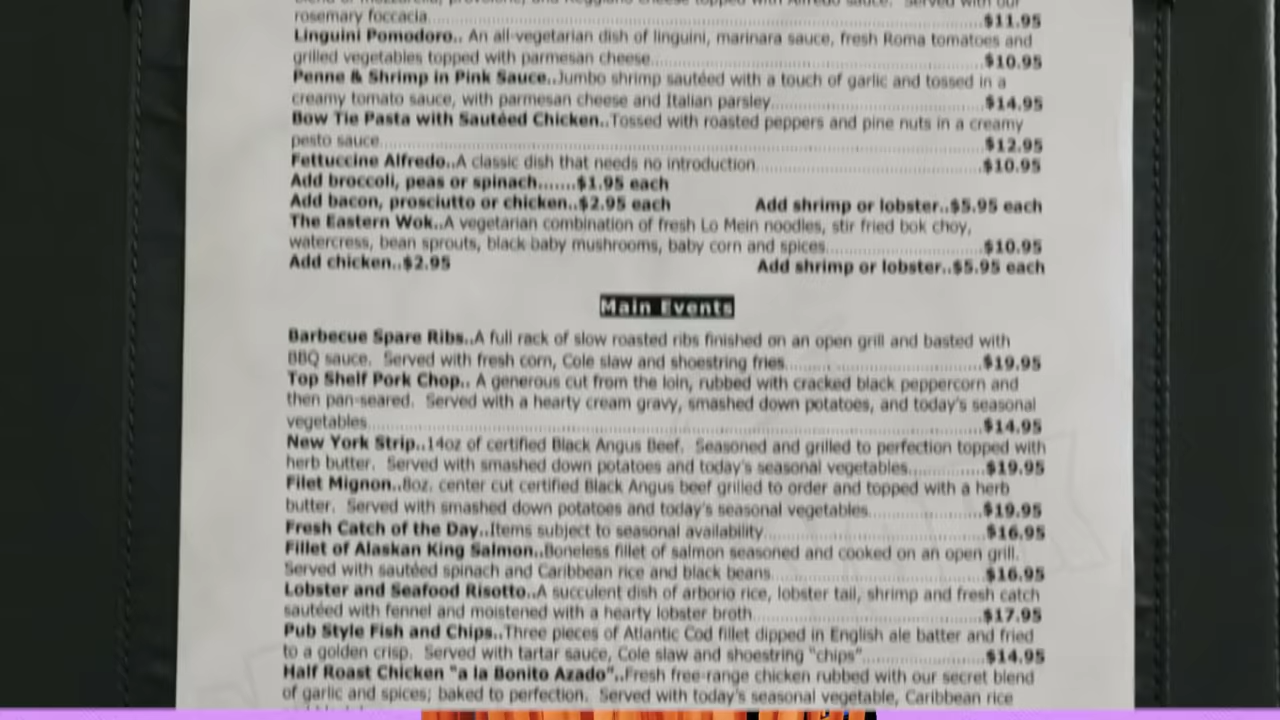 blend of mozzarella, provolone, and Reggiano cheese topped with Alfredo sauce. Served with our
rosemary foccacia...$11.95
Linguini Pomodoro.. An all-vegetarian dish of linguini, marinara sauce, fresh Roma tomatoes and
grilled vegetables topped with parmesan cheese...$10.95
Penne & Shrimp in Pink Sauce..Jumbo shrimp sautéed with a touch of garlic and tossed in a
creamy tomato sauce, with parmesan cheese and Italian parsley...$14.95
Bow Tie Pasta with Sautéed Chicken..Tossed with roasted peppers and pine nuts in a creamy
pesto sauce...$12.95
Fettuccine Alfredo..A classic dish that needs no introduction...$10.95
Add broccoli, peas or spinach.......$1.95 each
Add bacon, prosciutto or chicken..$2.95 each Add shrimp or lobster..$5.95 each
The Eastern Wok..A vegetarian combination of fresh Lo Mein noodles, stir fried bok choy,
watercress, bean sprouts, black baby mushrooms, baby corn and spices...$10.95
Add chicken..$2.95 Add shrimp or lobster..$5.95 each
Main Events
Barbecue Spare Ribs..A full rack of slow roasted ribs finished on an open grill and basted with
BBQ sauce. Served with fresh corn, Cole slaw and shoestring fries...$19.95
Top Shelf Pork Chop.. A generous cut from the loin, rubbed with cracked black peppercorn and
then pan-seared. Served with a hearty cream gravy, smashed down potatoes, and today's seasonal
vegetables...$14.95
New York Strip..14oz of certified Black Angus Beef. Seasoned and grilled to perfection topped with
herb butter. Served with smashed down potatoes and today's seasonal vegetables...$19.95
Filet Mignon..8oz. center cut certified Black Angus beef grilled to order and topped with a herb
butter. Served with smashed down potatoes and today's seasonal vegetables...$19.95
Fresh Catch of the Day..Items subject to seasonal availability...$16.95
Fillet of Alaskan King Salmon..Boneless fillet of salmon seasoned and cooked on an open grill.
Served with sautéed spinach and Caribbean rice and black beans...$16.95
Lobster and Seafood Risotto..A succulent dish of arborio rice, lobster tail, shrimp and fresh catch
sautéed with fennel and moistened with a hearty lobster broth...$17.95
Pub Style Fish and Chips..Three pieces of Atlantic Cod fillet dipped in English ale batter and fried
to a golden crisp. Served with tartar sauce, Cole slaw and shoestring "chips"...$14.95
Half Roast Chicken "a la Bonito Azado"..Fresh free-range chicken rubbed with our secret blend
of garlic and spices; baked to perfection. Served with today's seasonal vegetable, Caribbean rice